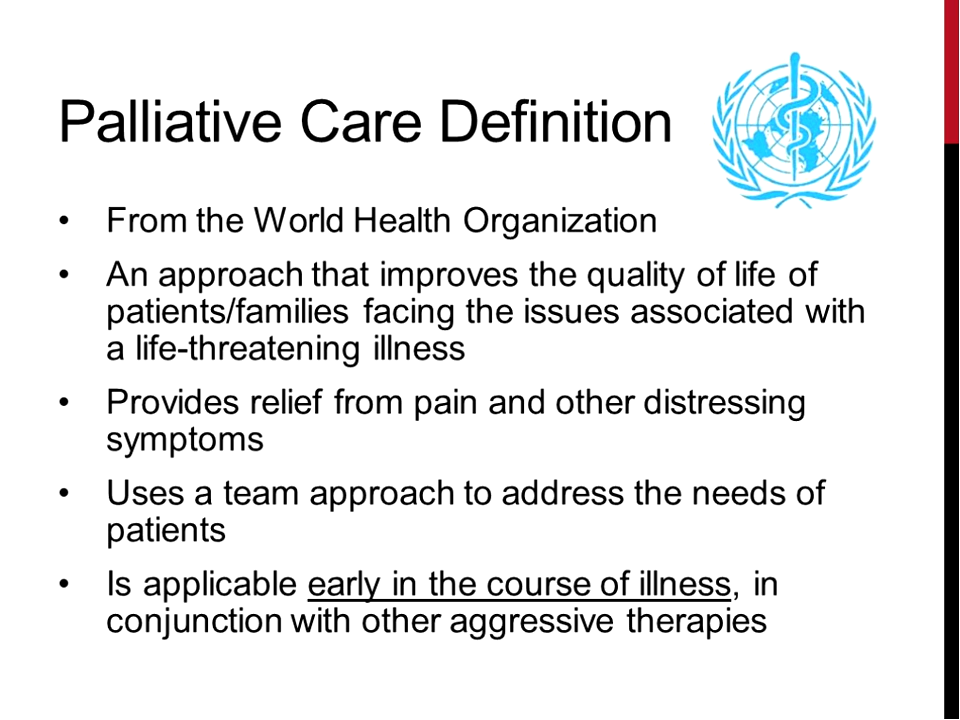 Palliative Care Definition
• From the World Health Organization
• An approach that improves the quality of life of
patients/families facing the issues associated with
a life-threatening illness
• Provides relief from pain and other distressing
symptoms
• Uses a team approach to address the needs of
patients
• Is applicable early in the course of illness, in
conjunction with other aggressive therapies